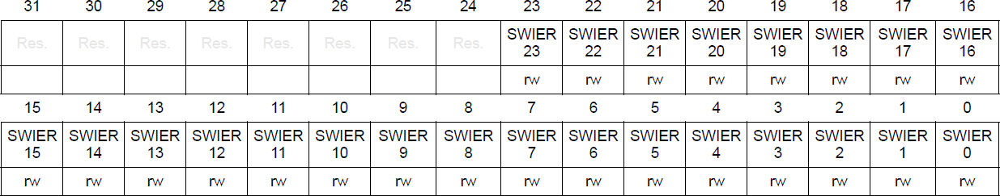 31 30 29 28 27 26 25 24 23 22 21 20 19 18 17 16
Res. Res. Res. Res. Res. Res. Res. Res. SWIER 23 SWIER 22 SWIER 21 SWIER 20 SWIER 19 SWIER 18 SWIER 17 SWIER 16
rw rw rw rw rw rw rw rw
15 14 13 12 11 10 9 8 7 6 5 4 3 2 1 0
SWIER 15 SWIER 14 SWIER 13 SWIER 12 SWIER 11 SWIER 10 SWIER 9 SWIER 8 SWIER 7 SWIER 6 SWIER 5 SWIER 4 SWIER 3 SWIER 2 SWIER 1 SWIER 0
rw rw rw rw rw rw rw rw rw rw rw rw rw rw rw rw